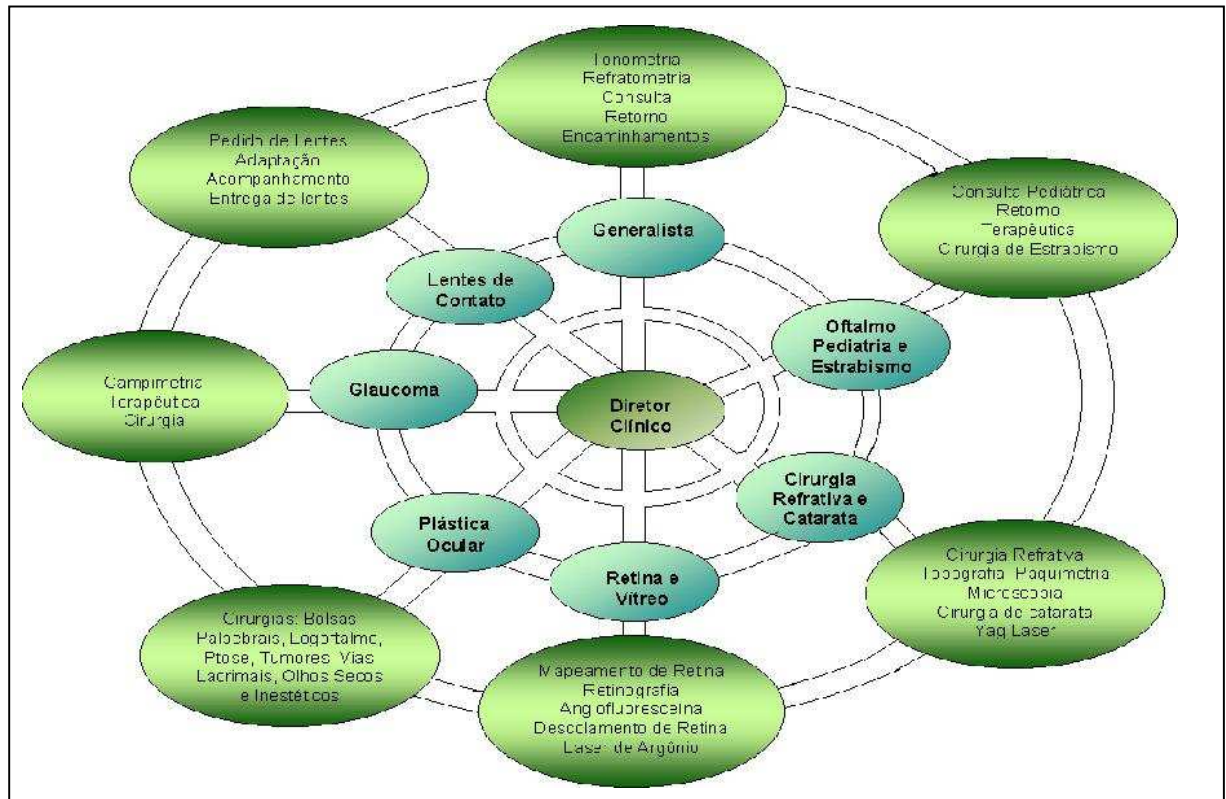 Tonometria
Refratometria
Consulta
Retorno
Encaminhamentos
Pedido de Lentes
Adaptação
Acompanhamento
Entrega de lentes
Consulta Pediátrica
Retorno
Terapêutica
Cirurgia de Estrabismo
Generalista
Lentes de
Contato
Oftalmo
Pediatria e
Estrabismo
Campimetria
Terapêutica
Cirurgia
Glaucoma
Diretor
Clínico
Cirurgia
Refrativa e
Catarata
Plástica
Ocular
Retina e
Vítreo
Cirurgia Refrativa
Topografia Paquimetria
Microscopia
Cirurgia de catarata
Yag Laser
Cirurgias: Bolsas
Palpebrais, Logoftalmo,
Ptose, Tumores, Vias
Lacrimais, Olhos Secos
e Inestéticos
Mapeamento de Retina
Retinografia
Angiofluoresceína
Descolamento de Retina
Laser de Argônio